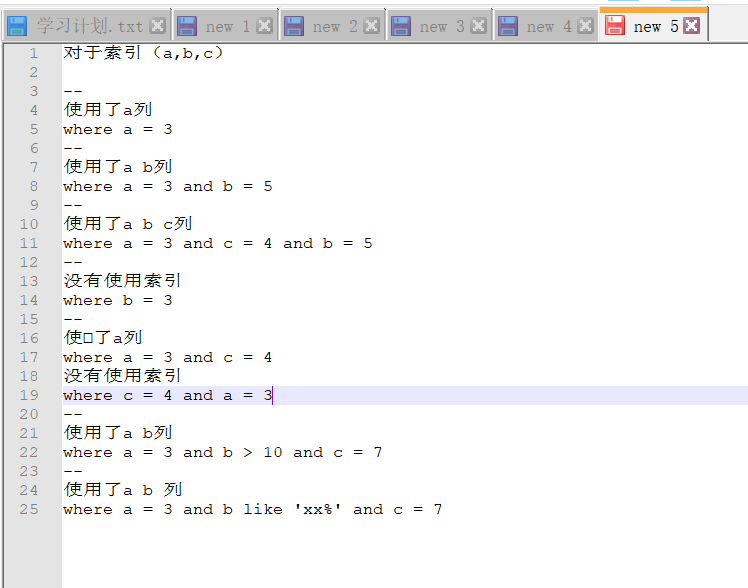 学习计划.txt new 1 new 2 new 3 new 4 new 5
1 对于索引（a,b,c）
2
3 --
4 使用了a列
5 where a = 3
6 --
7 使用了a b列
8 where a = 3 and b = 5
9 --
10 使用了a b c列
11 where a = 3 and c = 4 and b = 5
12 --
13 没有使用索引
14 where b = 3
15 --
16 使□了a列
17 where a = 3 and c = 4
18 没有使用索引
19 where c = 4 and a = 3
20 --
21 使用了a b列
22 where a = 3 and b > 10 and c = 7
23 --
24 使用了a b 列
25 where a = 3 and b like 'xx%' and c = 7